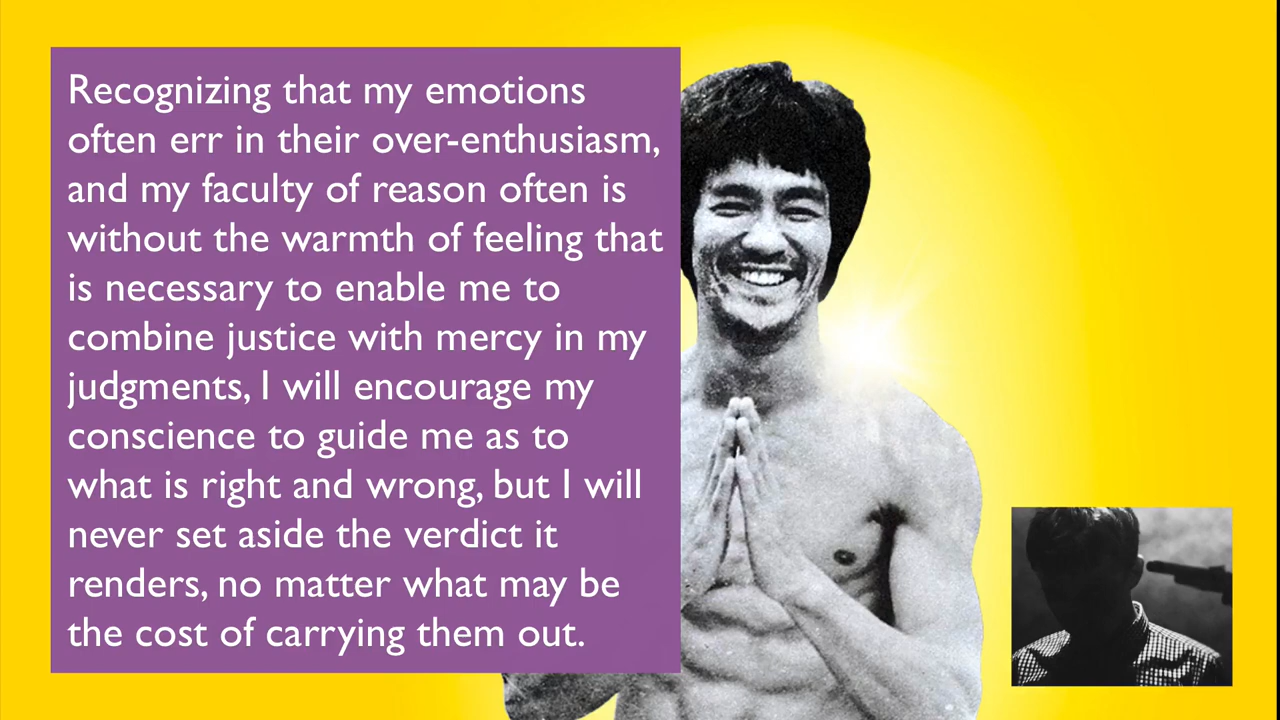 Recognizing that my emotions
often err in their over-enthusiasm,
and my faculty of reason often is
without the warmth of feeling that
is necessary to enable me to
combine justice with mercy in my
judgments, I will encourage my
conscience to guide me as to
what is right and wrong, but I will
never set aside the verdict it
renders, no matter what may be
the cost of carrying them out.